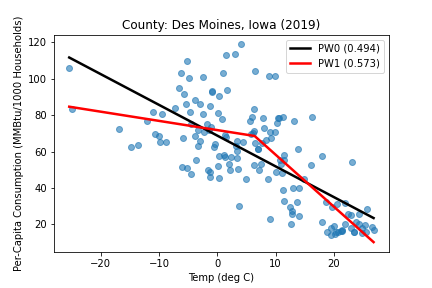 County: Des Moines, Iowa (2019)
Per-Capita Consumption (MMBtu/1000 Households)
120
100
80
60
40
20
PW0 (0.494)
PW1 (0.573)
−20
−10
0
10
20
Temp (deg C)